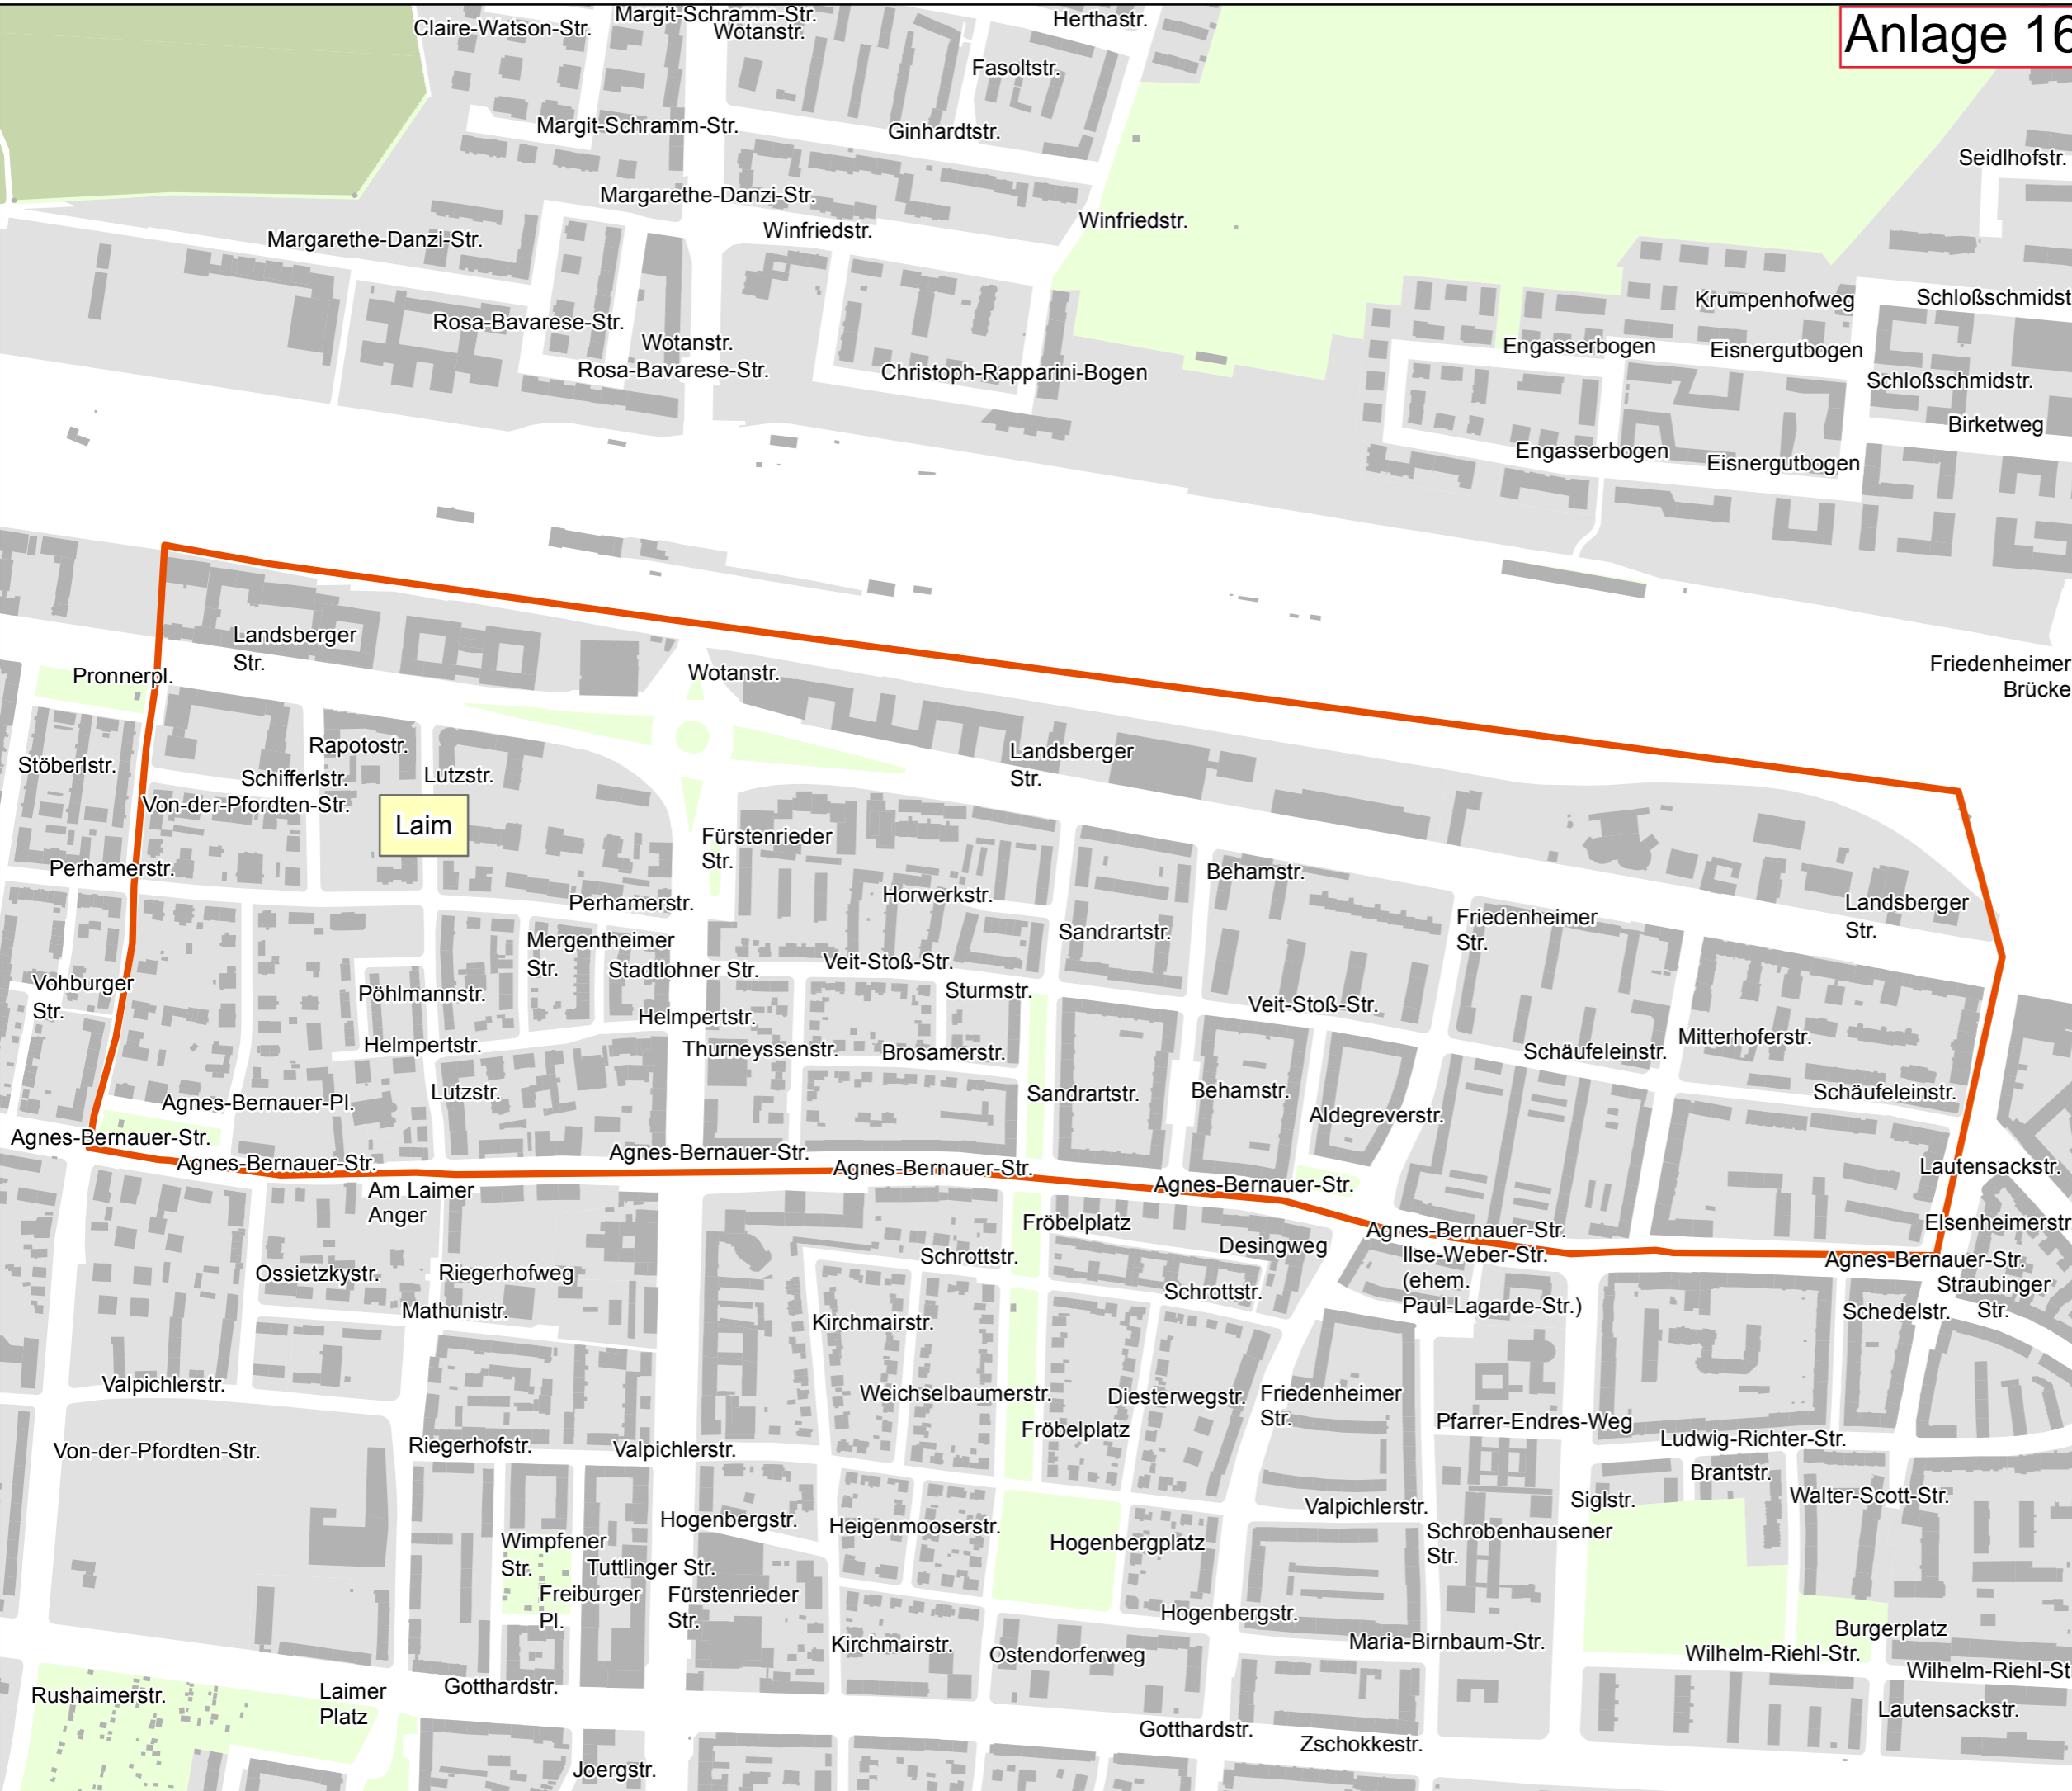 Margit-Schramm-Str.
Claire-Watson-Str.
Wotanstr.
Herthastr.
Anlage 16
Fasoltstr.
Margit-Schramm-Str.
Ginhardtstr.
Seidlhofstr.
Margarethe-Danzi-Str.
Winfriedstr.
Winfriedstr.
Margarethe-Danzi-Str.
Krumpenhofweg
Schloßschmidst
Rosa-Bavarese-Str.
Wotanstr.
Engasserbogen
Eisnergutbogen
Rosa-Bavarese-Str.
Christoph-Rapparini-Bogen
Schloßschmidstr.
Birketweg
Engasserbogen
Eisnergutbogen
Landsberger
Str.
Pronnerpl.
Wotanstr.
Friedenheimer
Brücke
Rapotostr.
Landsberger
Str.
Stöberlstr.
Schifferlstr.
Lutzstr.
Von-der-Pfordten-Str.
Laim
Fürstenrieder
Str.
Perhamerstr.
Behamstr.
Horwerkstr.
Perhamerstr.
Landsberger
Str.
Friedenheimer
Str.
Sandrartstr.
Mergentheimer
Str.
Stadtlohner Str.
Veit-Stoß-Str.
Vohburger
Str.
Pöhlmannstr.
Sturmstr.
Veit-Stoß-Str.
Helmpertstr.
Mitterhoferstr.
Helmpertstr.
Thurneyssenstr.
Brosamerstr.
Schäufeleinstr.
Lutzstr.
Sandrartstr.
Behamstr.
Schäufeleinstr.
Agnes-Bernauer-Pl.
Aldegreverstr.
Agnes-Bernauer-Str.
Agnes-Bernauer-Str.
Agnes-Bernauer-Str.
Agnes-Bernauer-Str.
Lautensackstr.
Agnes-Bernauer-Str.
Am Laimer
Anger
Fröbelplatz
Agnes-Bernauer-Str.
Elsenheimerstr
Desingweg
Schrottstr.
Ilse-Weber-Str.
(ehem.
Paul-Lagarde-Str.)
Agnes-Bernauer-Str.
Ossietzkystr.
Riegerhofweg
Schrottstr.
Straubinger
Str.
Mathunistr.
Kirchmairstr.
Schedelstr.
Valpichlerstr.
Weichselbaumerstr.
Diesterwegstr.
Friedenheimer
Str.
Fröbelplatz
Pfarrer-Endres-Weg
Von-der-Pfordten-Str.
Riegerhofstr.
Valpichlerstr.
Ludwig-Richter-Str.
Brantstr.
Siglstr.
Walter-Scott-Str.
Valpichlerstr.
Hogenbergstr.
Heigenmooserstr.
Schrobenhausener
Str.
Wimpfener
Str.
Hogenbergplatz
Tuttlinger Str.
Freiburger
Pl.
Fürstenrieder
Str.
Hogenbergstr.
Burgerplatz
Kirchmairstr.
Maria-Birnbaum-Str.
Ostendorferweg
Wilhelm-Riehl-Str.
Wilhelm-Riehl-St
Rushaimerstr.
Laimer
Platz
Gotthardstr.
Lautensackstr.
Gotthardstr.
Zschokkestr.
Joergstr.